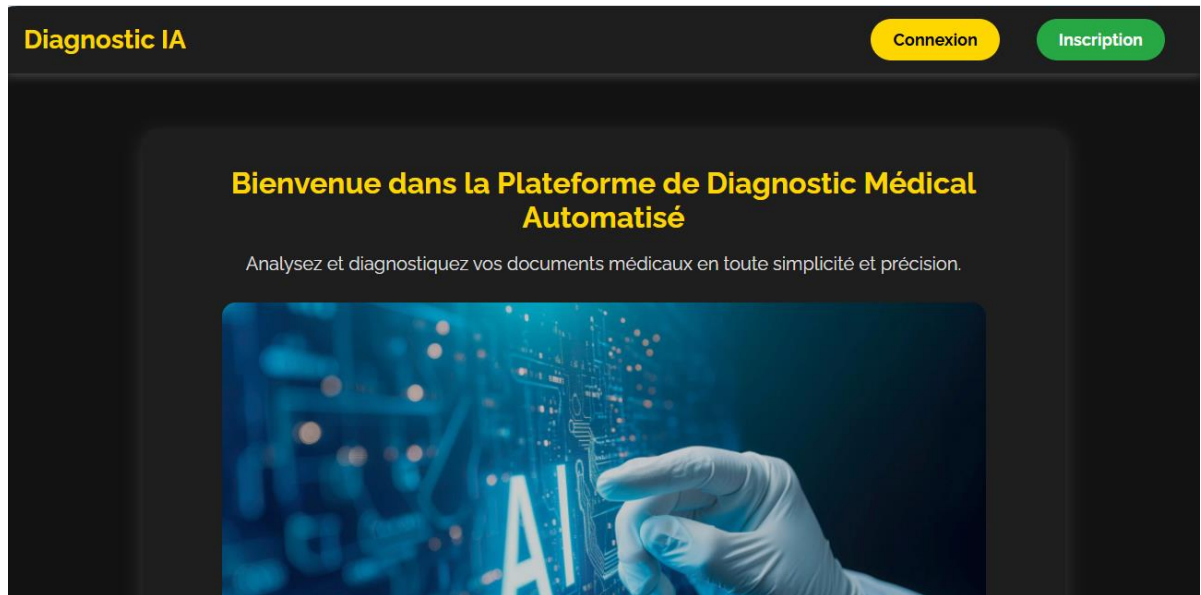 Diagnostic IA
Connexion
Inscription
Bienvenue dans la Plateforme de Diagnostic Médical
Automatisé
Analysez et diagnostiquez vos documents médicaux en toute simplicité et précision.
AI